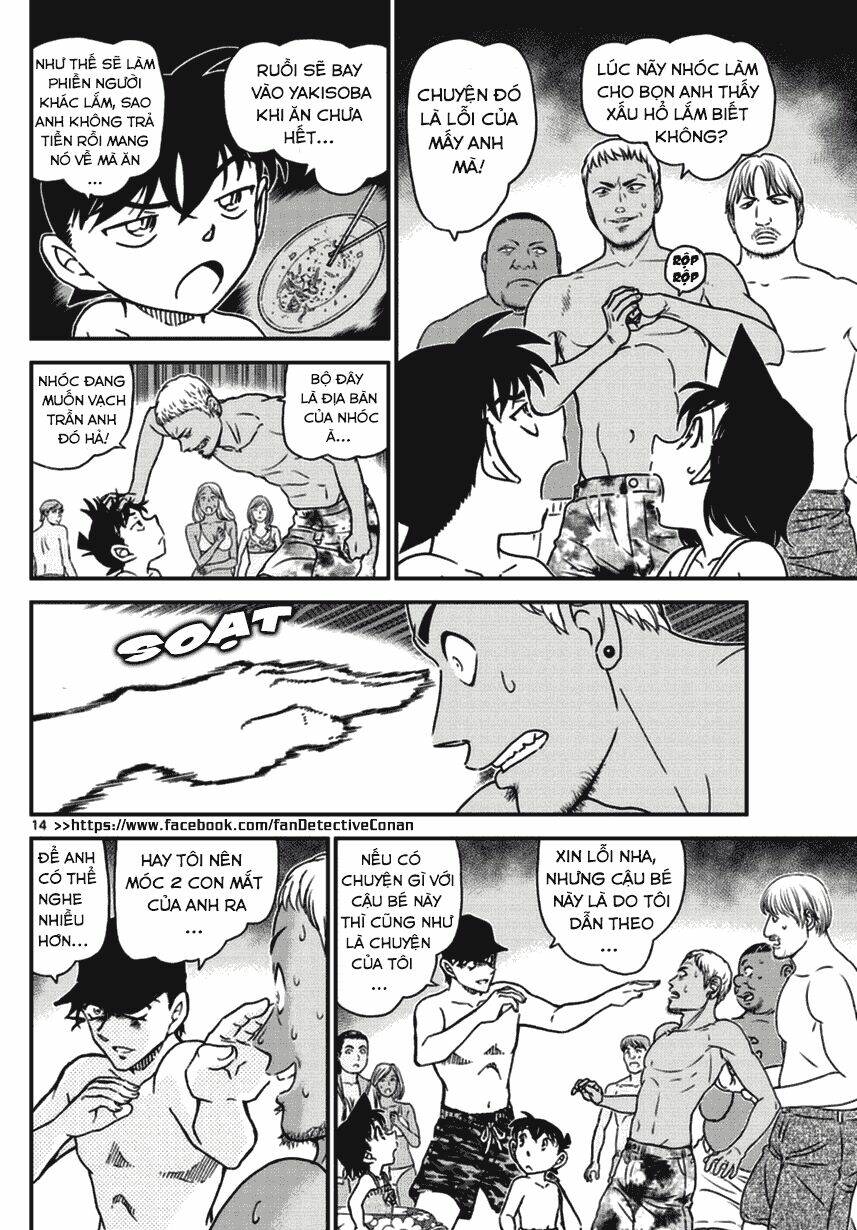 LÚC NÃY NHÓC LÀM
CHO BỌN ANH THẤY
XẤU HỔ LẮM BIẾT
KHÔNG?
CHUYỆN ĐÓ
LÀ LỖI CỦA
MẤY ANH
MÀ!
RỘP
RỘP
RUỒI SẼ BAY
VÀO YAKISOBA
KHI ĂN CHƯA
HẾT...
NHƯ THẾ SẼ LÀM
PHIỀN NGƯỜI
KHÁC LẮM, SAO
ANH KHÔNG TRẢ
TIỀN RỒI MANG
NÓ VỀ MÀ ĂN
...
BỘ ĐÂY
LÀ ĐỊA BÀN
CỦA NHÓC
Ă...
NHÓC ĐANG
MUỐN VẠCH
TRẦN ANH
ĐÓ HẢ!
SOẠT
14 >>https://www.facebook.com/fanDetectiveConan
XIN LỖI NHA,
NHƯNG CẬU BÉ
NÀY LÀ DO TÔI
DẪN THEO
...
NẾU CÓ
CHUYỆN GÌ VỚI
CẬU BÉ NÀY
THÌ CŨNG NHƯ
LÀ CHUYỆN
CỦA TÔI
...
HAY TÔI NÊN
MÓC 2 CON MẮT
CỦA ANH RA
...
ĐỂ ANH
CÓ THỂ
NGHE
NHIỀU
HƠN...